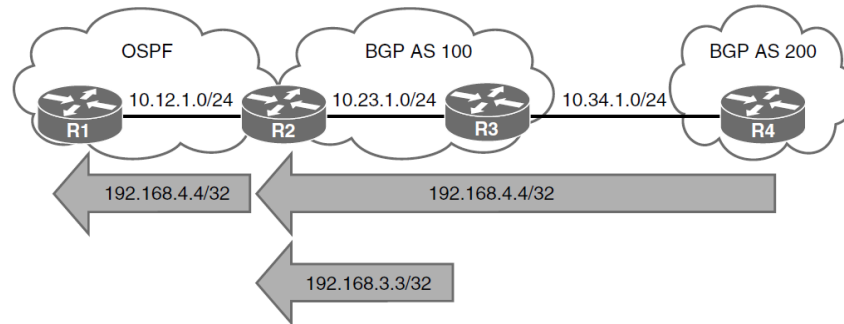 OSPF
BGP AS 100
BGP AS 200
10.12.1.0/24
10.23.1.0/24
10.34.1.0/24
R1
R2
R3
R4
192.168.4.4/32
192.168.4.4/32
192.168.3.3/32